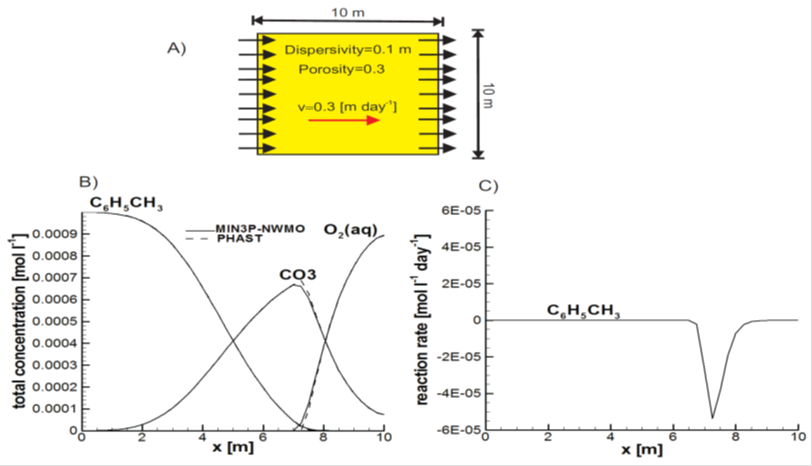 10 m
A)
Dispersivity=0.1 m
Porosity=0.3
v=0.3 [m day⁻¹]
10 m
B)
C₆H₅CH₃
MIN3P-NWMO
PHAST
O₂(aq)
CO3
total concentration [mol l⁻¹]
0.0009
0.0008
0.0007
0.0006
0.0005
0.0004
0.0003
0.0002
0.0001
0
0 2 4 6 8 10
x [m]
C)
reaction rate [mol l⁻¹ day⁻¹]
6E-05
4E-05
2E-05
0
-2E-05
-4E-05
-6E-05
C₆H₅CH₃
0 2 4 6 8 10
x [m]